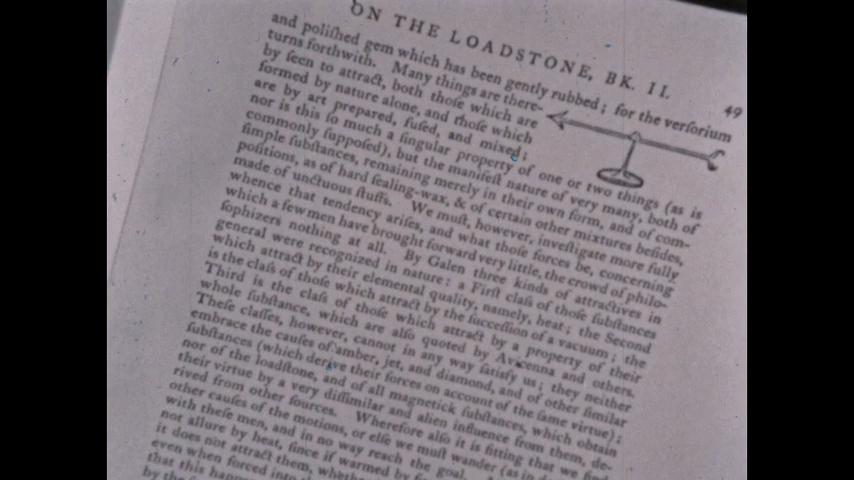 ON THE LOADSTONE, BK. II.
49
and poliſhed gem which has been gently rubbed; for the verſorium
turns forthwith. Many things are there-
by ſeen to attract, both thoſe which are
formed by nature alone, and thoſe which
are by art prepared, fuſed, and mixed;
nor is this ſo much a ſingular property of one or two things (as is
commonly ſuppoſed), but the manifeſt nature of very many, both of
ſimple ſubſtances, remaining merely in their own form, and of com-
poſitions, as of hard ſealing-wax, & of certain other mixtures beſides,
made of unctuous ſtuffs. We muſt, however, inveſtigate more fully
whence that tendency ariſes, and what thoſe forces be, concerning
which a few men have brought forward very little, the crowd of philo-
ſophizers nothing at all. By Galen three kinds of attractives in
general were recognized in nature: a Firſt claſs of thoſe ſubſtances
which attract by their elemental quality, namely, heat; the Second
is the claſs of thoſe which attract by the ſucceſſion of a vacuum; the
Third is the claſs of thoſe which attract by a property of their
whole ſubſtance, which are alſo quoted by Avicenna and others.
Theſe claſſes, however, cannot in any way ſatisfy us; they neither
embrace the cauſes of amber, jet, and diamond, and of other ſimilar
ſubſtances (which derive their forces on account of the ſame virtue);
nor of the loadſtone, and of all magnetick ſubſtances, which obtain
their virtue by a very diſſimilar and alien influence from them, de-
rived from other ſources. Wherefore alſo it is fitting that we find
other cauſes of the motions, or elſe we muſt wander (as in
with theſe men, and in no way reach the goal.
not allure by heat, ſince if warmed by
it does not attract them, whether
even when forced into
that this
by the